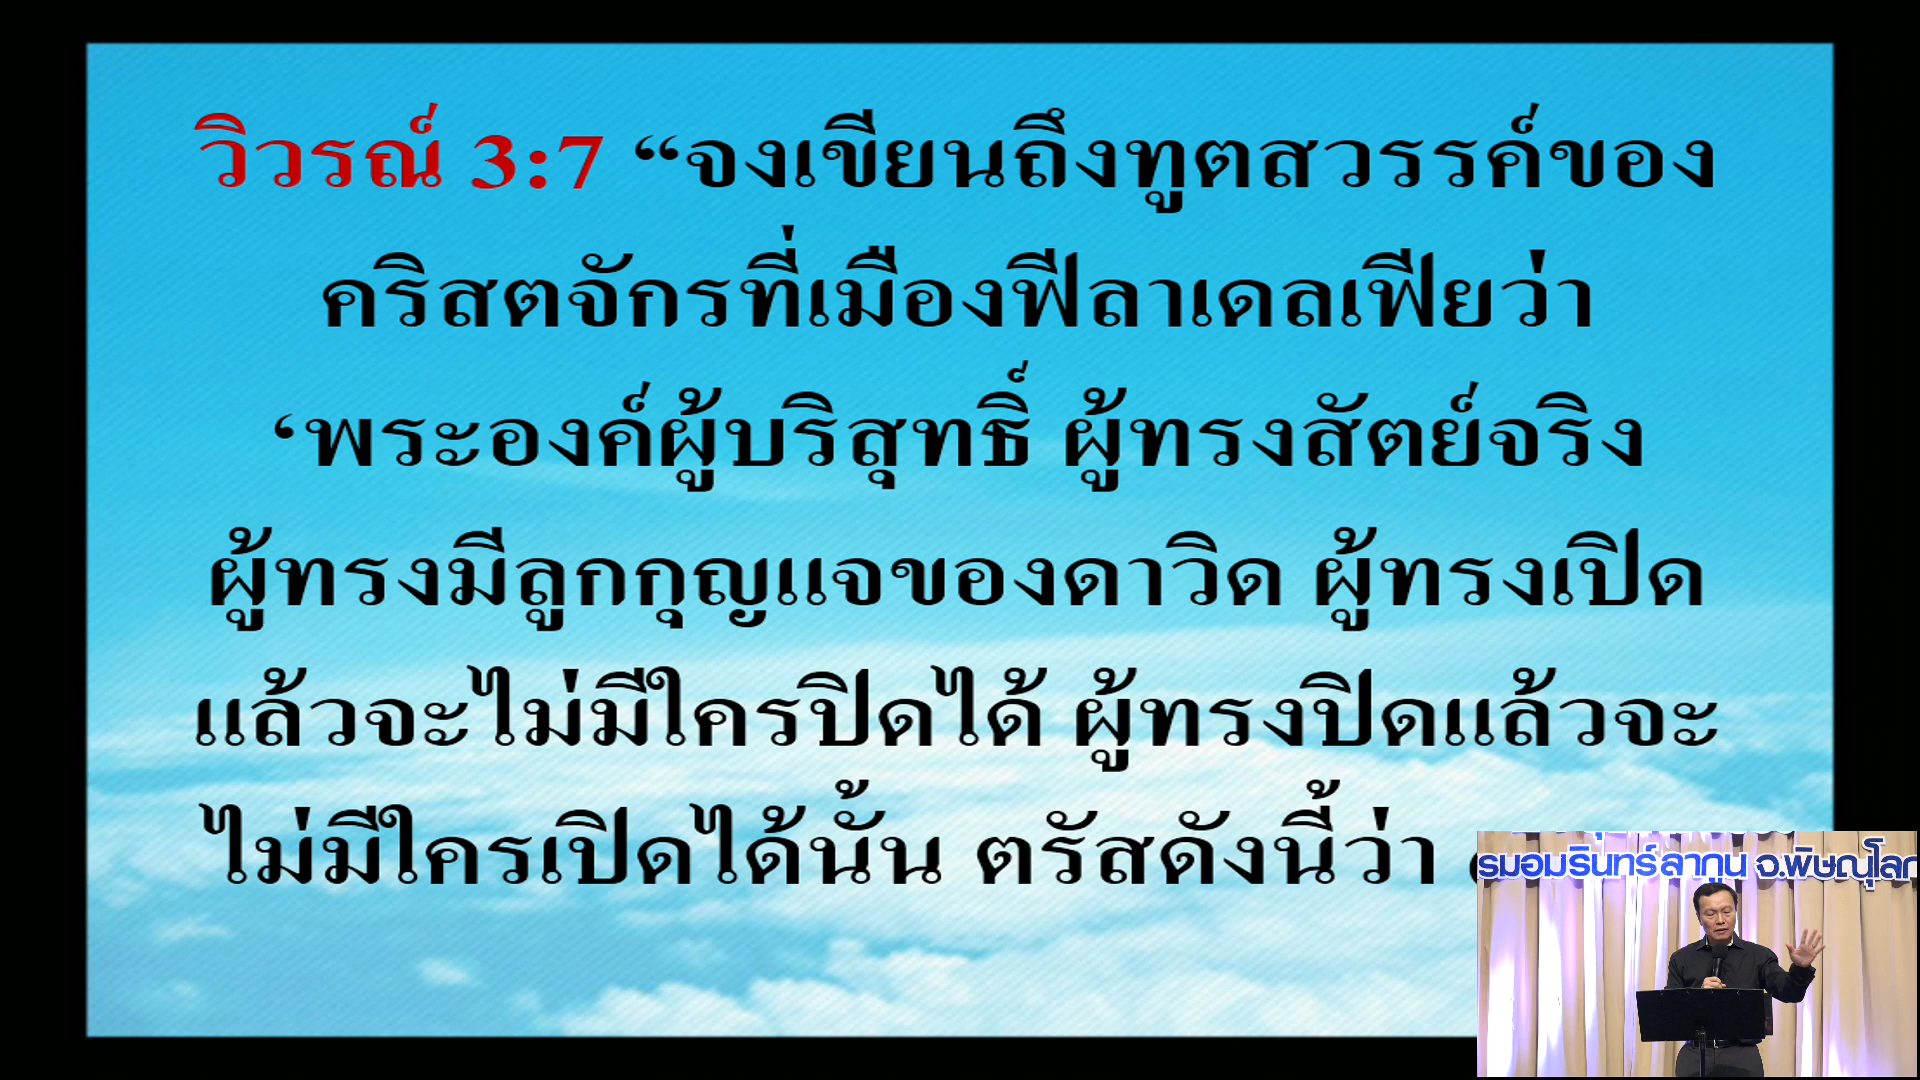 วิวรณ์ 3:7 “จงเขียนถึงทูตสวรรค์ของ
คริสตจักรที่เมืองฟีลาเดลเฟียว่า
‘พระองค์ผู้บริสุทธิ์ ผู้ทรงสัตย์จริง
ผู้ทรงมีลูกกุญแจของดาวิด ผู้ทรงเปิด
แล้วจะไม่มีใครปิดได้ ผู้ทรงปิดแล้วจะ
ไม่มีใครเปิดได้นั้น ตรัสดังนี้ว่า
รมอมรินทร์ลากูน จ.พิษณุโลก